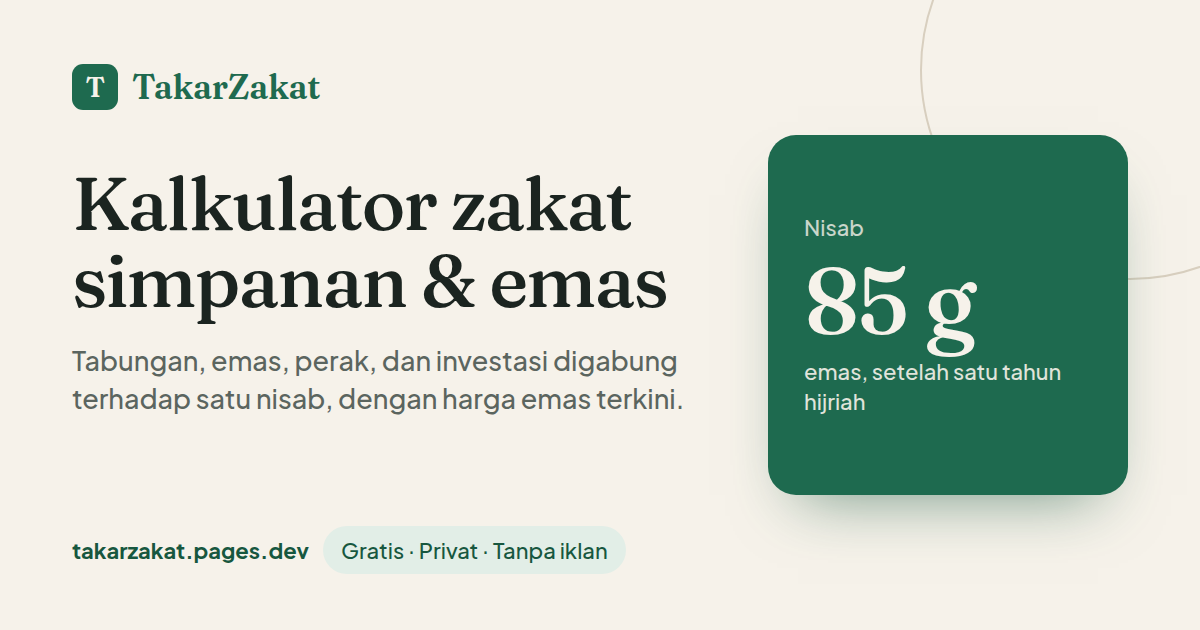 T TakarZakat
Kalkulator zakat
simpanan & emas
Tabungan, emas, perak, dan investasi digabung
terhadap satu nisab, dengan harga emas terkini.
takarzakat.pages.dev Gratis · Privat · Tanpa iklan
Nisab
85 g
emas, setelah satu tahun
hijriah